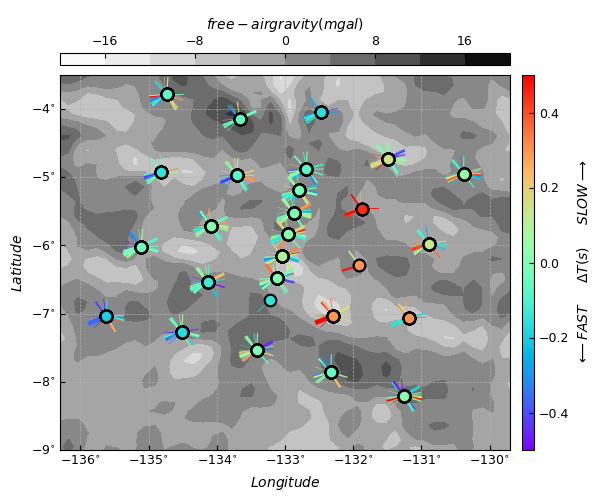 free−airgravity(mgal)
−16 −8 0 8 16
−4°
−5°
−6°
−7°
−8°
−9°
Latitude
−136° −135° −134° −133° −132° −131° −130°
Longitude
0.4
0.2
0.0
−0.2
−0.4
⟵ FAST ΔT(s) SLOW ⟶